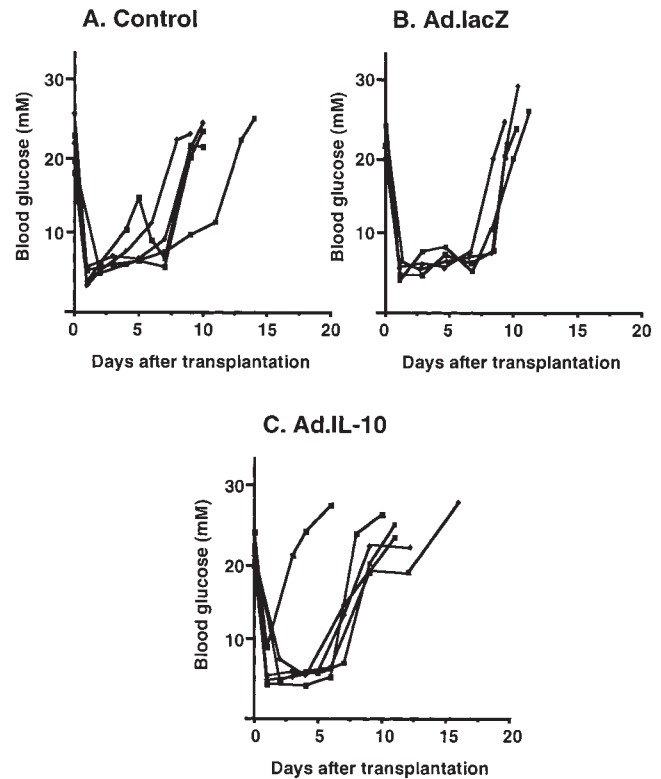 A. Control
B. Ad.lacZ
Blood glucose (mM)
30
20
10
0 5 10 15 20
Days after transplantation
Blood glucose (mM)
30
20
10
0 5 10 15 20
Days after transplantation
C. Ad.IL-10
Blood glucose (mM)
30
20
10
0 5 10 15 20
Days after transplantation